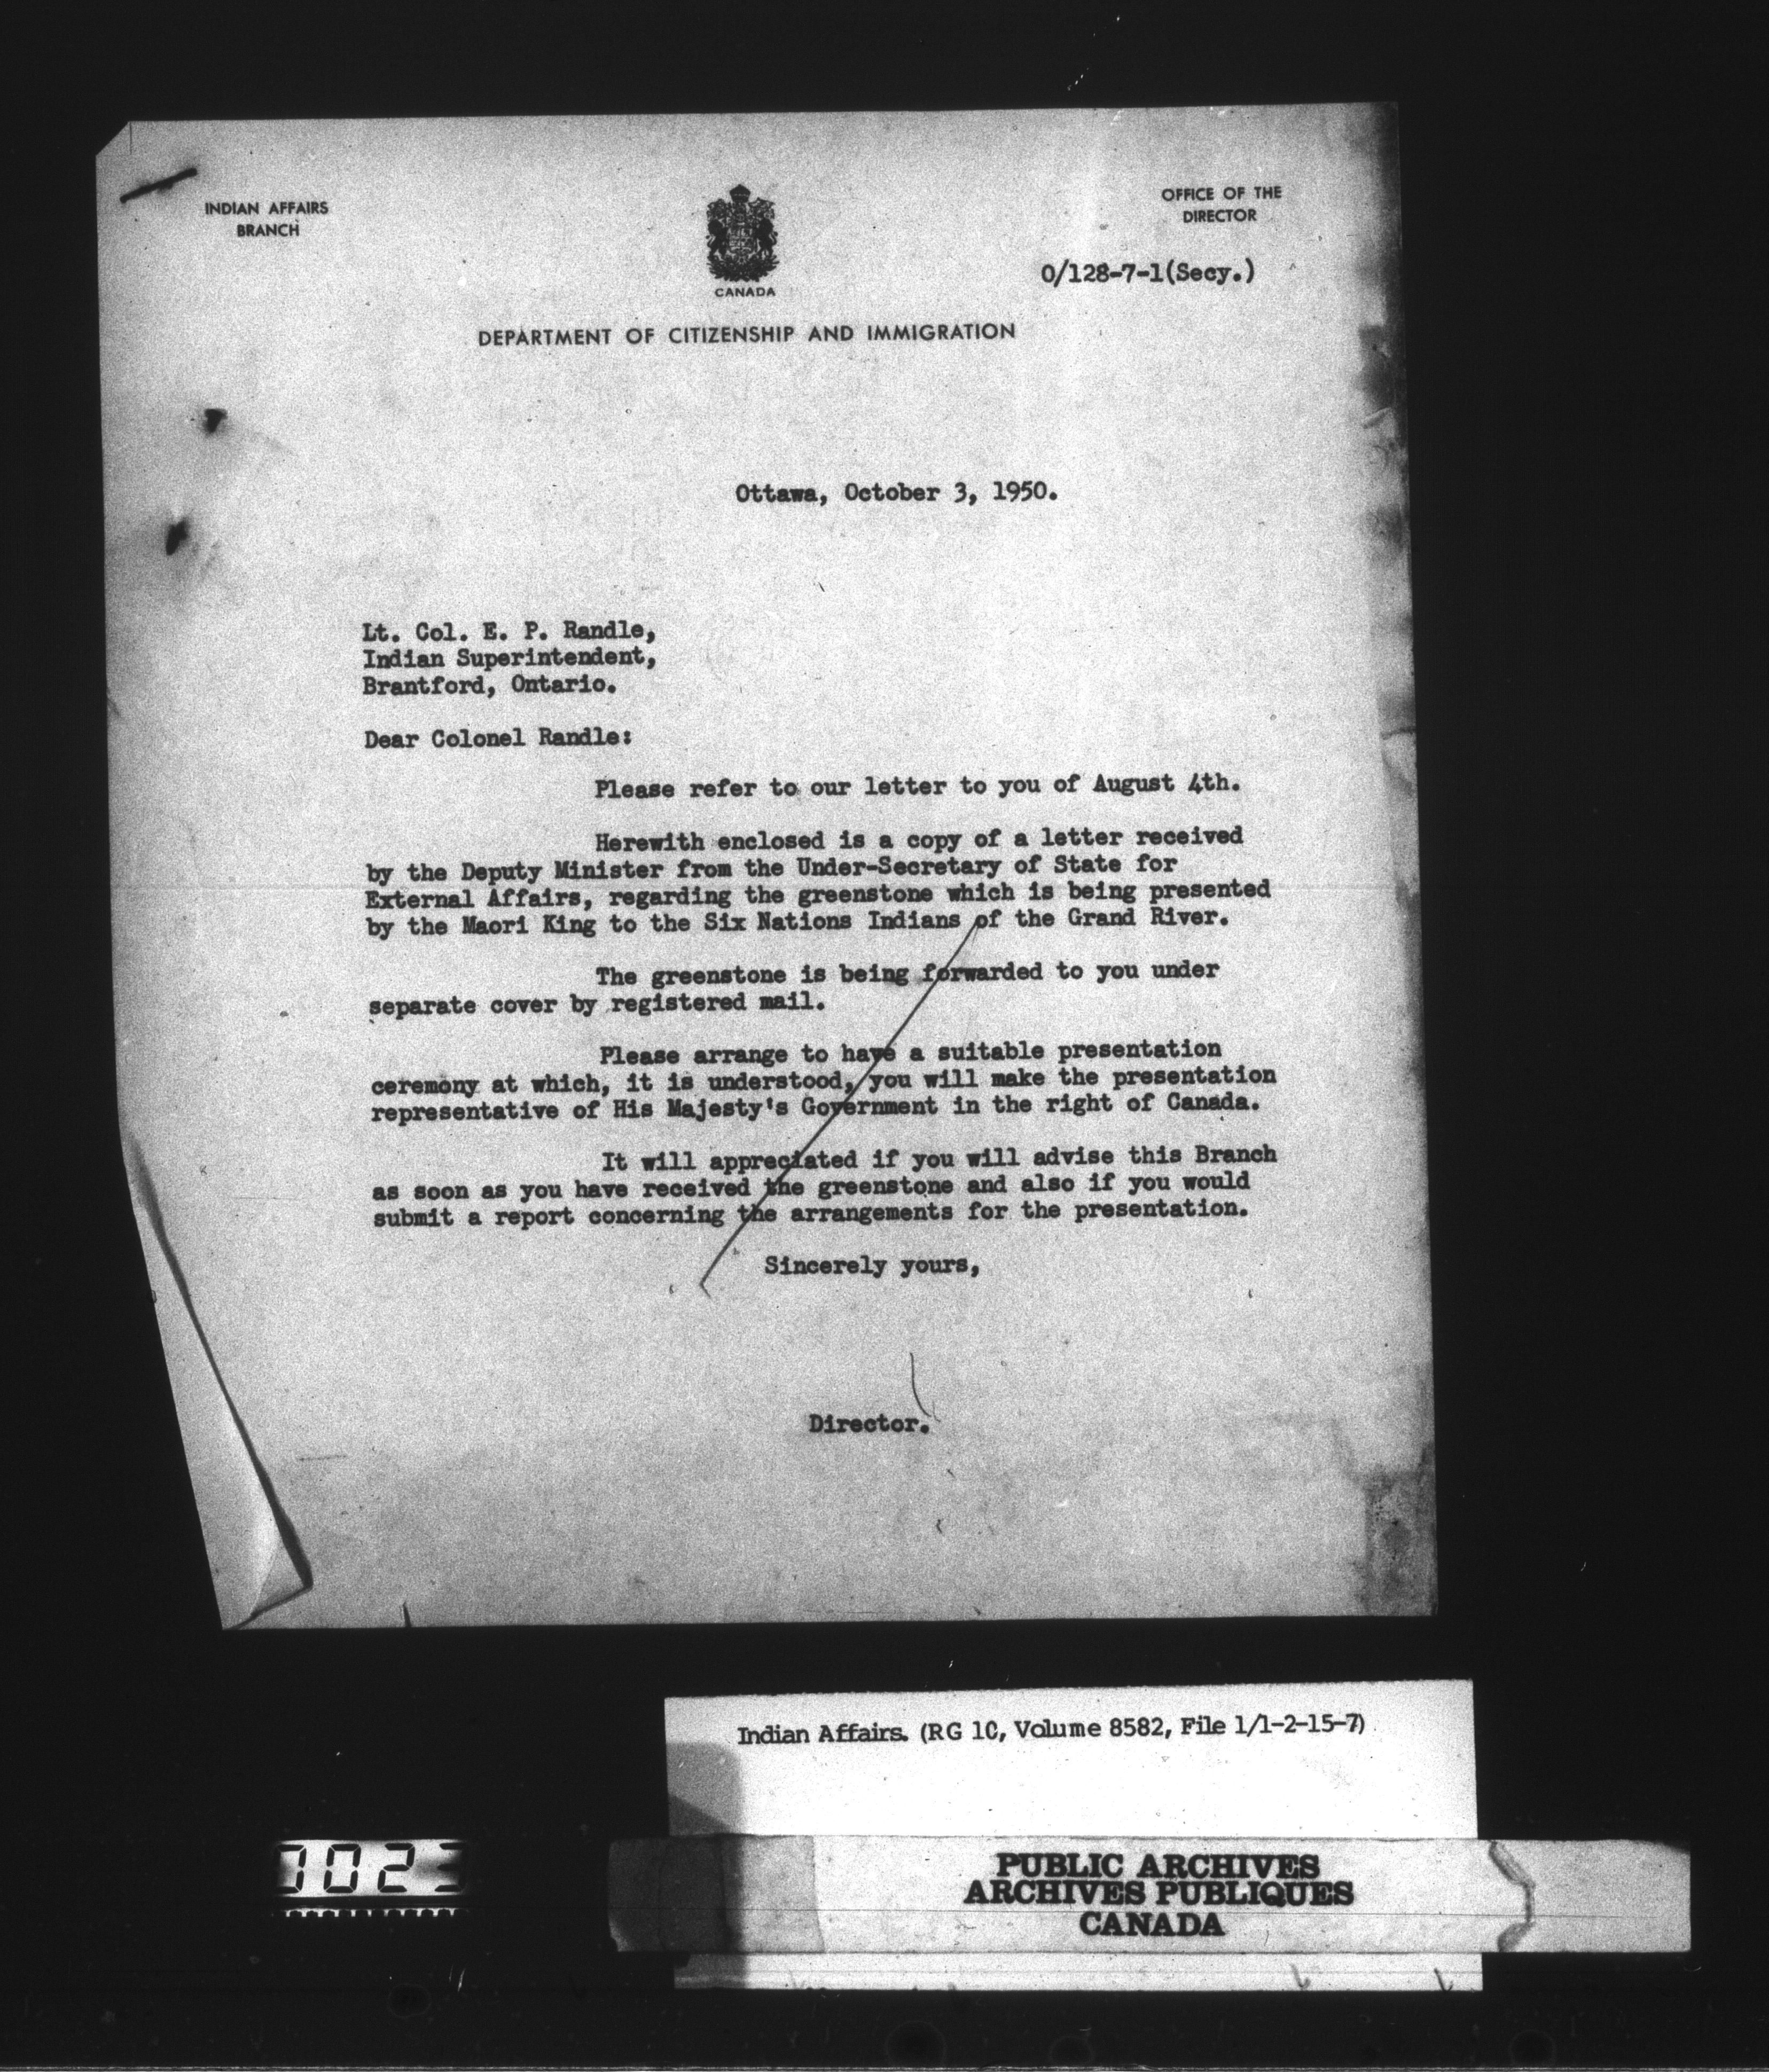 INDIAN AFFAIRS
BRANCH
CANADA
OFFICE OF THE
DIRECTOR
0/128-7-1(Secy.)
DEPARTMENT OF CITIZENSHIP AND IMMIGRATION
Ottawa, October 3, 1950.
Lt. Col. E. P. Randle,
Indian Superintendent,
Brantford, Ontario.
Dear Colonel Randle:
Please refer to our letter to you of August 4th.
Herewith enclosed is a copy of a letter received
by the Deputy Minister from the Under-Secretary of State for
External Affairs, regarding the greenstone which is being presented
by the Maori King to the Six Nations Indians of the Grand River.
The greenstone is being forwarded to you under
separate cover by registered mail.
Please arrange to have a suitable presentation
ceremony at which, it is understood, you will make the presentation
representative of His Majesty's Government in the right of Canada.
It will appreciated if you will advise this Branch
as soon as you have received the greenstone and also if you would
submit a report concerning the arrangements for the presentation.
Sincerely yours,
Director.
Indian Affairs. (RG 10, Volume 8582, File 1/1-2-15-7)
PUBLIC ARCHIVES
ARCHIVES PUBLIQUES
CANADA